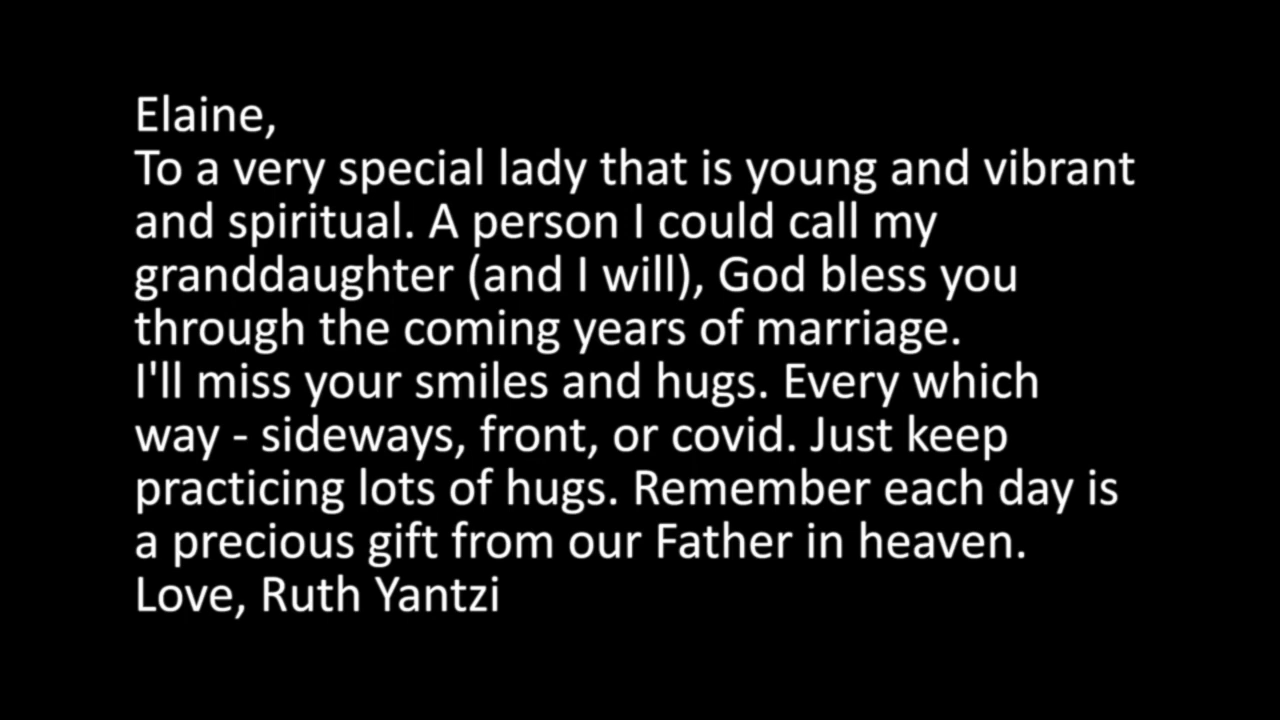 Elaine,
To a very special lady that is young and vibrant
and spiritual. A person I could call my
granddaughter (and I will), God bless you
through the coming years of marriage.
I'll miss your smiles and hugs. Every which
way - sideways, front, or covid. Just keep
practicing lots of hugs. Remember each day is
a precious gift from our Father in heaven.
Love, Ruth Yantzi